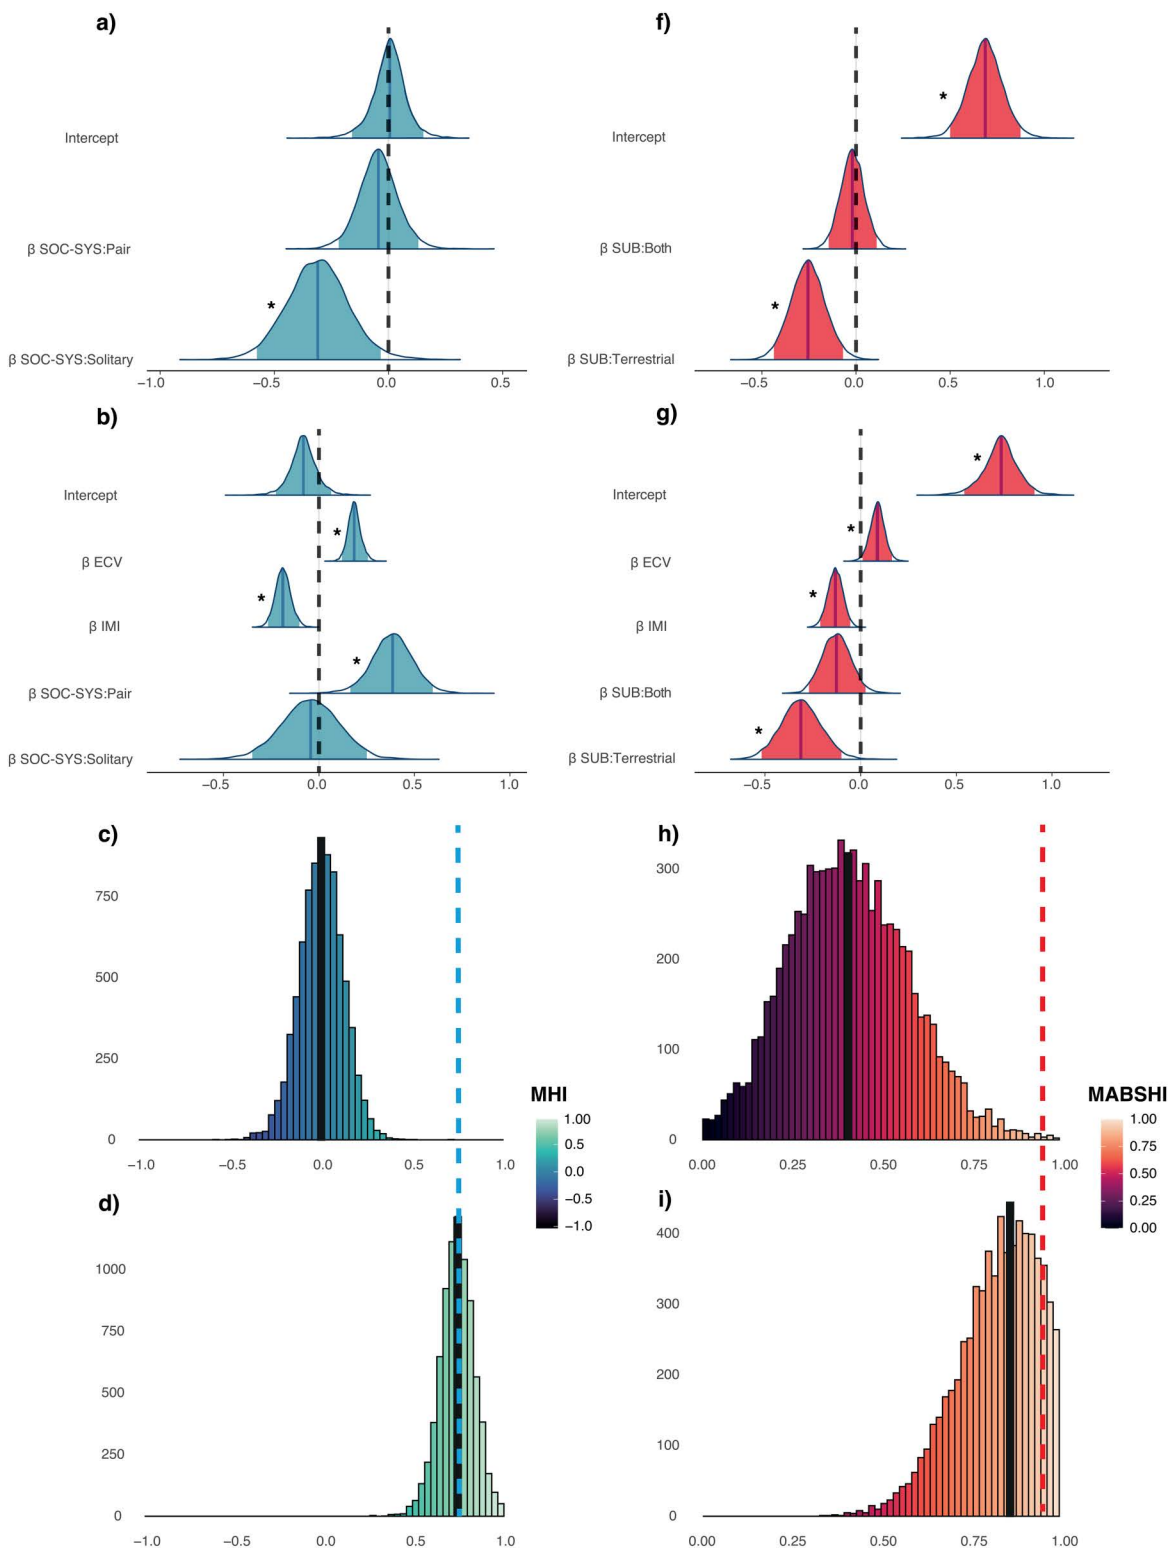 a)
Intercept
*
β SOC-SYS:Pair
*
β SOC-SYS:Solitary
−1.0 −0.5 0.0 0.5
f)
*
Intercept
β SUB:Both
*
β SUB:Terrestrial
−0.5 0.0 0.5 1.0
b)
Intercept
*
β ECV
*
β IMI
*
β SOC-SYS:Pair
β SOC-SYS:Solitary
−0.5 0.0 0.5 1.0
g)
*
Intercept
*
β ECV
*
β IMI
β SUB:Both
*
β SUB:Terrestrial
−0.5 0.0 0.5 1.0
c)
750
500
250
0
−1.0 −0.5 0.0 0.5 1.0
MHI
1.00
0.5
0.0
−0.5
−1.0
h)
300
200
100
0
0.00 0.25 0.50 0.75 1.00
MABSHI
1.00
0.75
0.50
0.25
0.00
d)
1000
750
500
250
0
−1.0 −0.5 0.0 0.5 1.0
i)
400
300
200
100
0
0.00 0.25 0.50 0.75 1.00